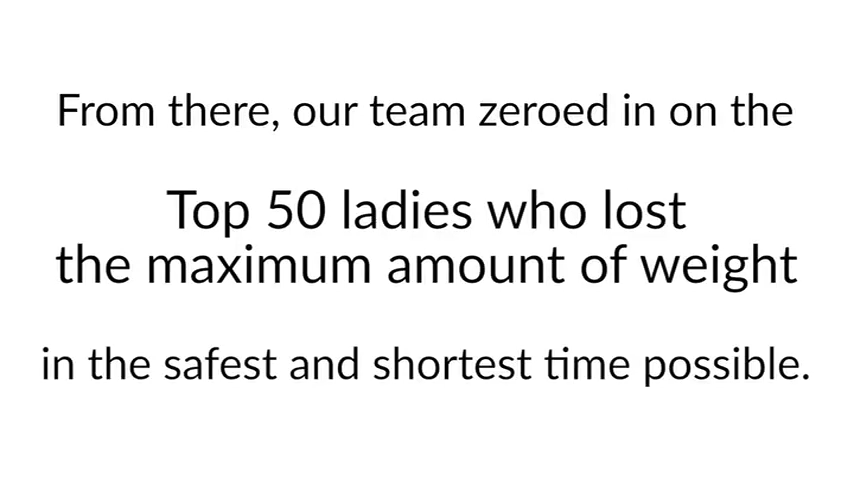 From there, our team zeroed in on the
Top 50 ladies who lost
the maximum amount of weight
in the safest and shortest time possible.